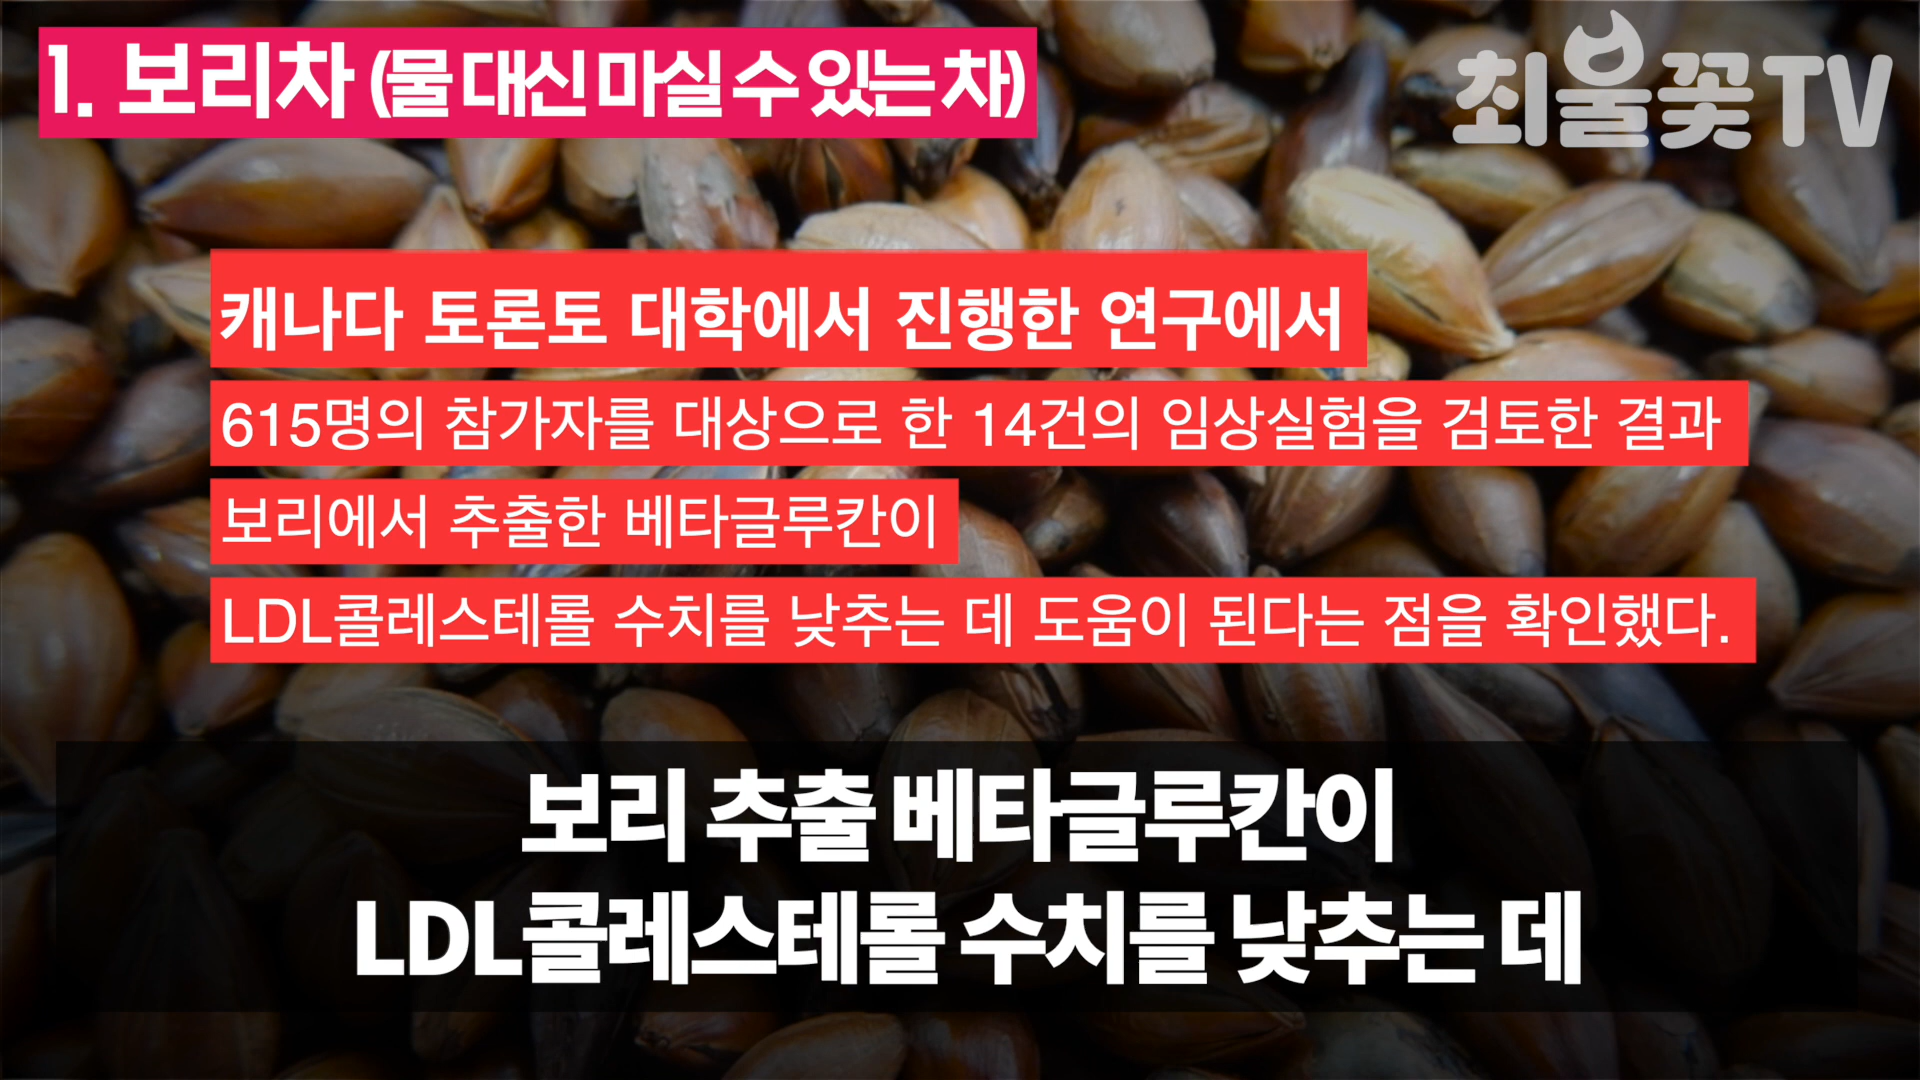 1. 보리차 (물 대신 마실 수 있는 차)
최울꽃TV
캐나다 토론토 대학에서 진행한 연구에서
615명의 참가자를 대상으로 한 14건의 임상실험을 검토한 결과
보리에서 추출한 베타글루칸이
LDL콜레스테롤 수치를 낮추는 데 도움이 된다는 점을 확인했다.
보리 추출 베타글루칸이
LDL콜레스테롤 수치를 낮추는 데